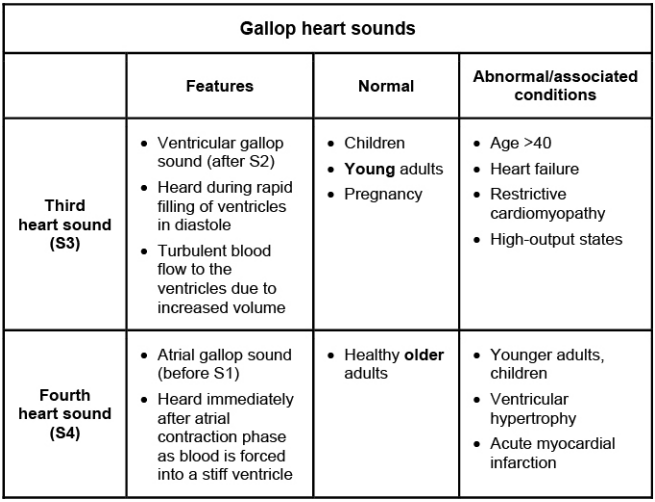 Gallop heart sounds
Features
Normal
Abnormal/associated
conditions
Third
heart sound
(S3)
• Ventricular gallop
sound (after S2)
• Heard during rapid
filling of ventricles
in diastole
• Turbulent blood
flow to the
ventricles due to
increased volume
• Children
• Young adults
• Pregnancy
• Age >40
• Heart failure
• Restrictive
cardiomyopathy
• High-output states
Fourth
heart sound
(S4)
• Atrial gallop sound
(before S1)
• Heard immediately
after atrial
contraction phase
as blood is forced
into a stiff ventricle
• Healthy older
adults
• Younger adults,
children
• Ventricular
hypertrophy
• Acute myocardial
infarction